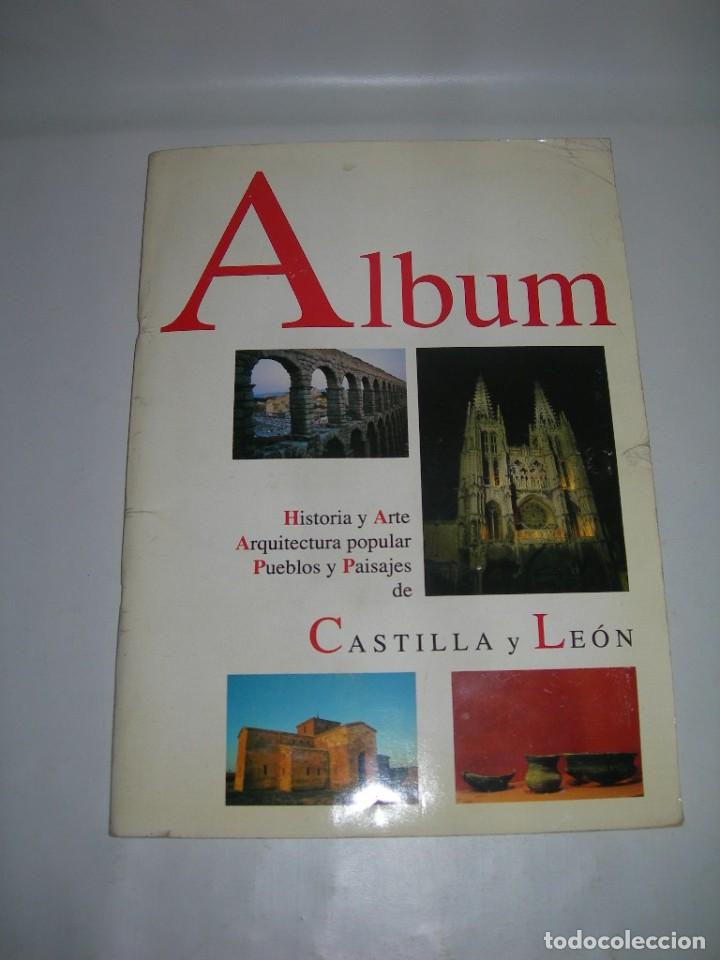 Album
Historia y Arte
Arquitectura popular
Pueblos y Paisajes
de
CASTILLA y LEÓN
todocoleccion